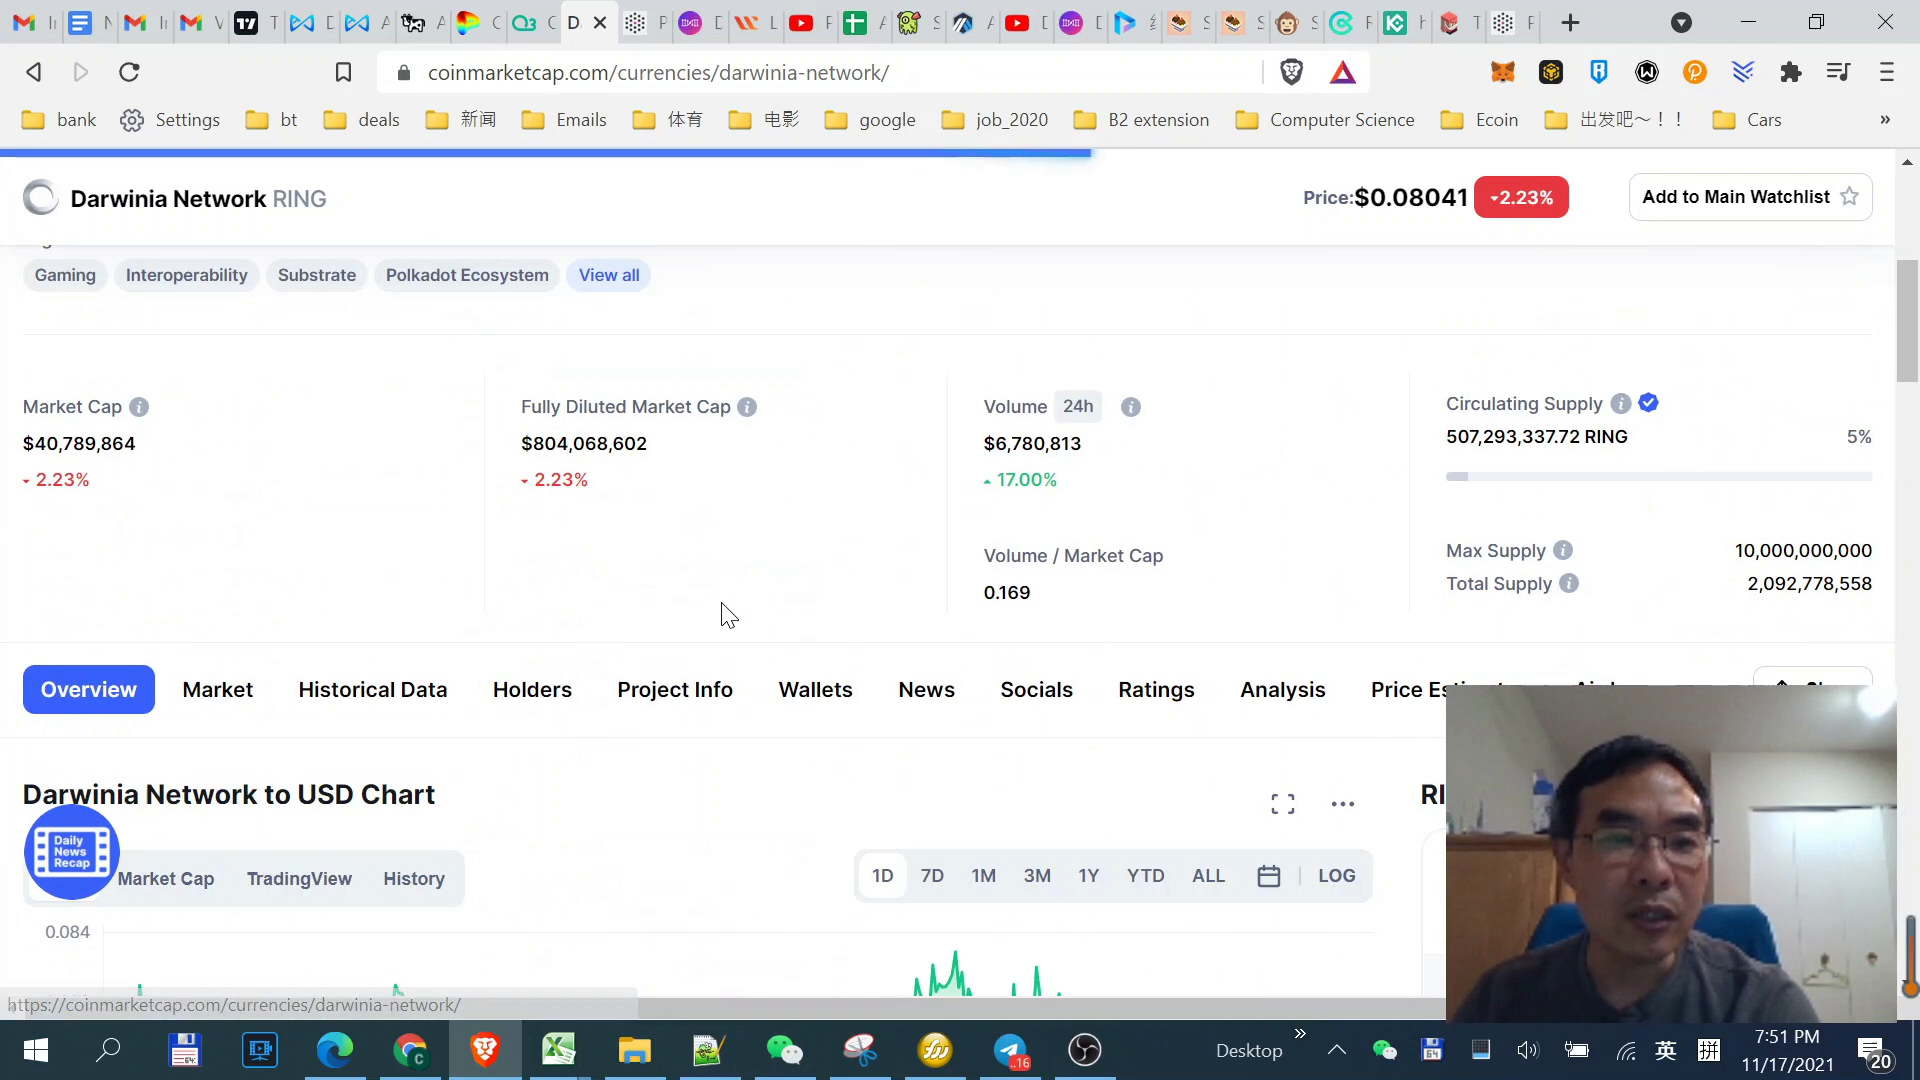 coinmarketcap.com/currencies/darwinia-network/
bank Settings bt deals 新闻 Emails 体育 电影 google job_2020 B2 extension Computer Science Ecoin 出发吧～！！ Cars »
Darwinia Network RING
Price:$0.08041 2.23%
Add to Main Watchlist
Gaming Interoperability Substrate Polkadot Ecosystem View all
Market Cap
$40,789,864
2.23%
Fully Diluted Market Cap
$804,068,602
2.23%
Volume 24h
$6,780,813
17.00%
Volume / Market Cap
0.169
Circulating Supply
507,293,337.72 RING 5%
Max Supply 10,000,000,000
Total Supply 2,092,778,558
Overview Market Historical Data Holders Project Info Wallets News Socials Ratings Analysis Price
Darwinia Network to USD Chart
Daily
News
Recap
Market Cap TradingView History
1D 7D 1M 3M 1Y YTD ALL LOG
0.084
https://coinmarketcap.com/currencies/darwinia-network/
Desktop » 英 拼
7:51 PM
11/17/2021
20
64
..16